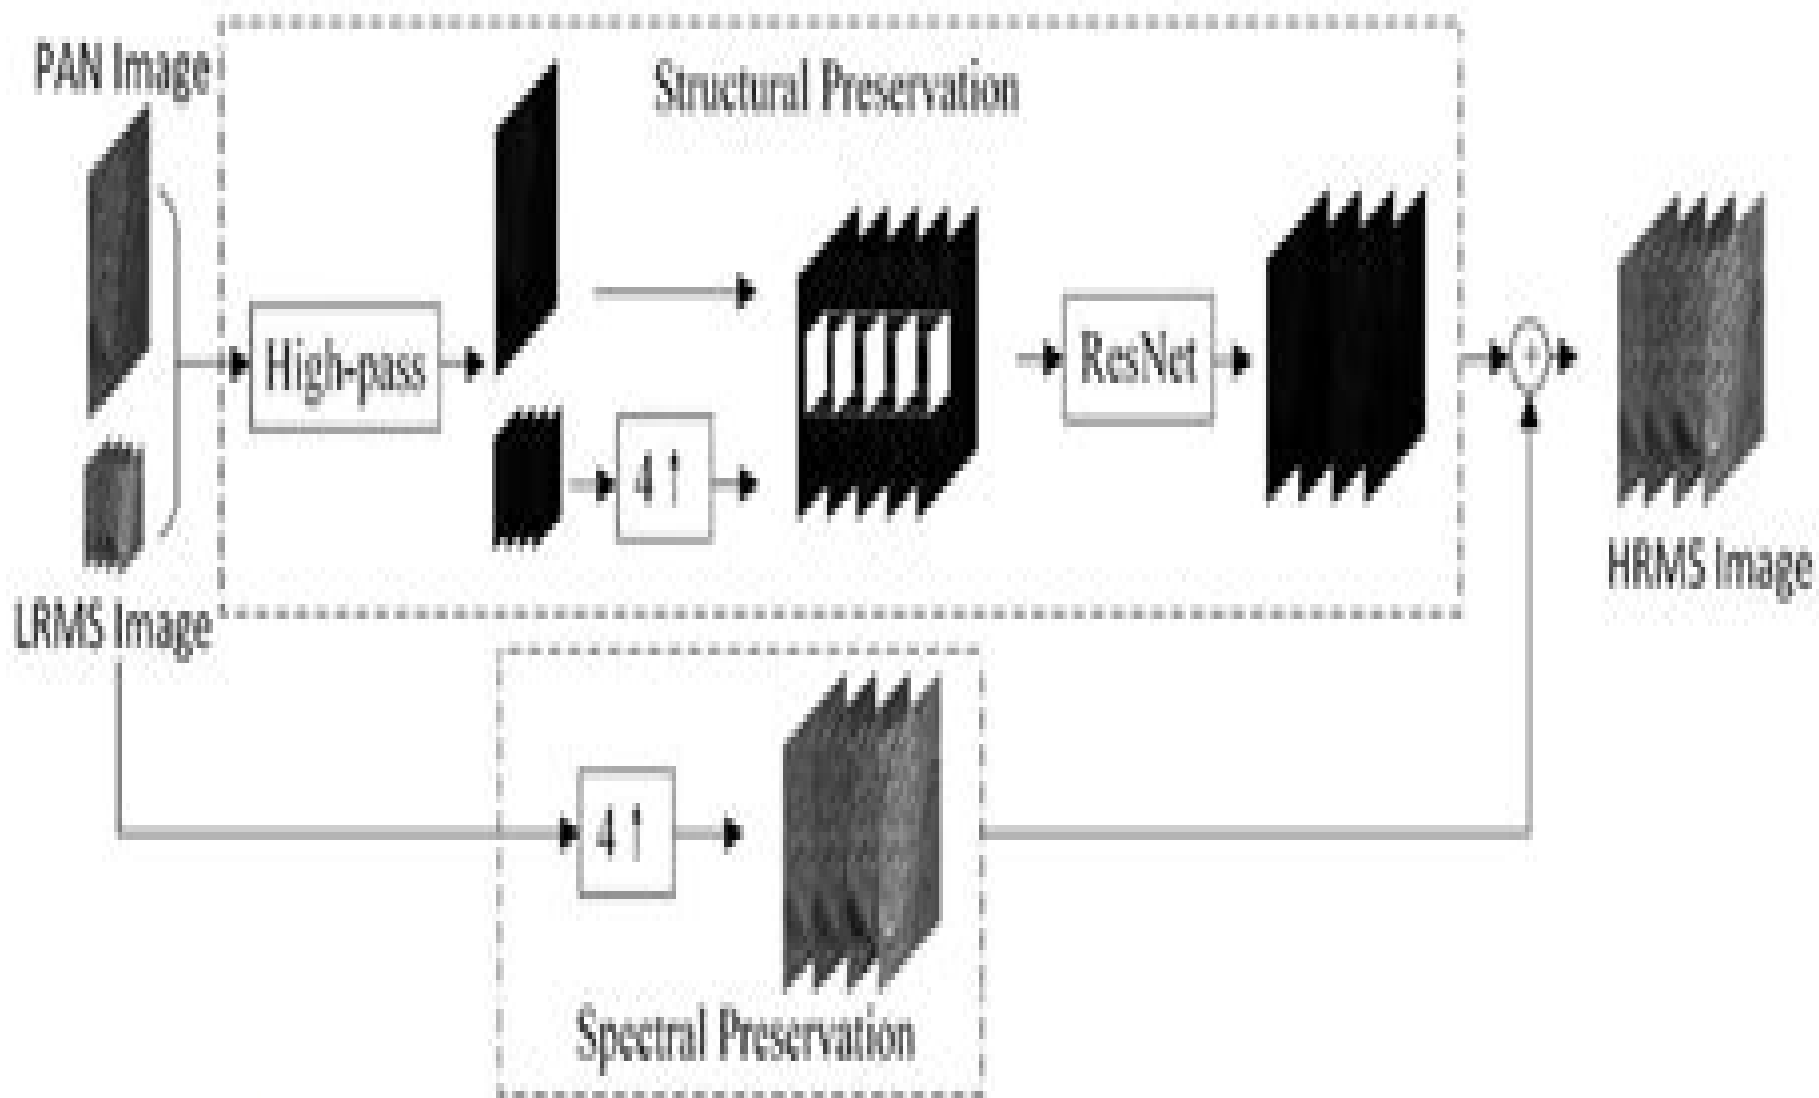 PAN Image
Structural Preservation
High-pass
ResNet
+
4↑
HRMS Image
LRMS Image
4↑
Spectral Preservation